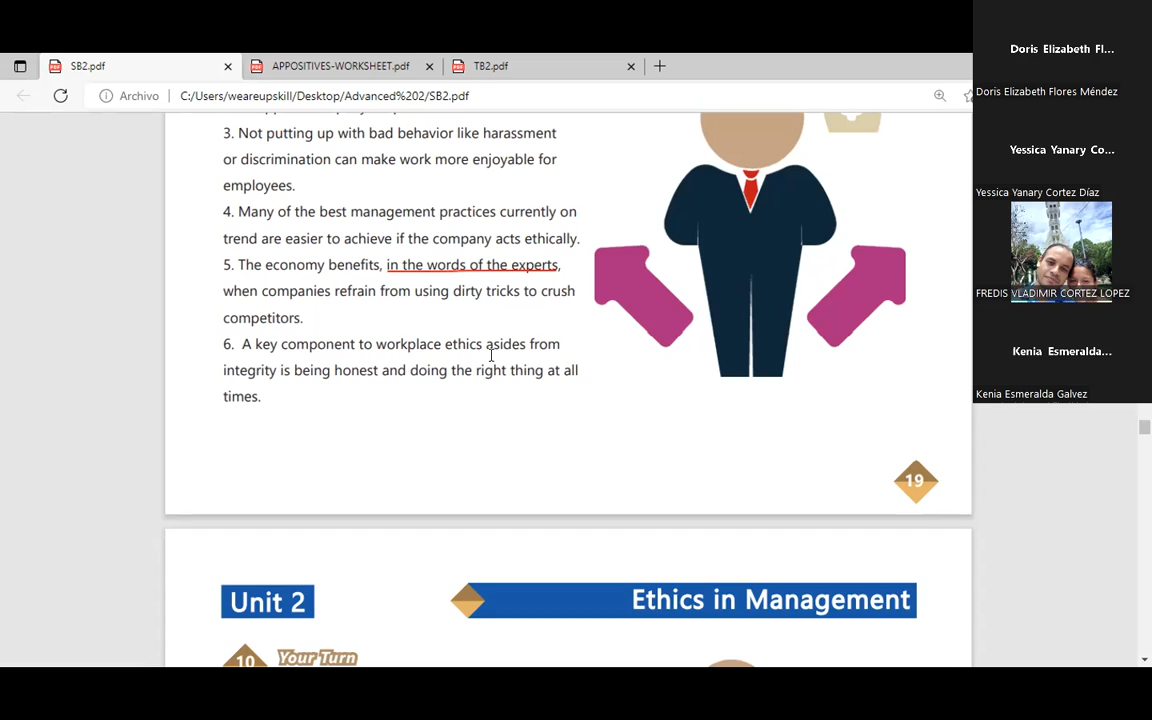 Doris Elizabeth Fl...
SB2.pdf
APPOSITIVES-WORKSHEET.pdf
TB2.pdf
Archivo
C:/Users/weareupskill/Desktop/Advanced%202/SB2.pdf
Doris Elizabeth Flores Méndez
3. Not putting up with bad behavior like harassment
or discrimination can make work more enjoyable for
employees.
4. Many of the best management practices currently on
trend are easier to achieve if the company acts ethically.
5. The economy benefits, in the words of the experts,
when companies refrain from using dirty tricks to crush
competitors.
6. A key component to workplace ethics asides from
integrity is being honest and doing the right thing at all
times.
19
Unit 2
Ethics in Management
10
Your Turn
Yessica Yanary Co...
Yessica Yanary Cortez Díaz
FREDIS VLADIMIR CORTEZ LOPEZ
Kenia Esmeralda...
Kenia Esmeralda Galvez